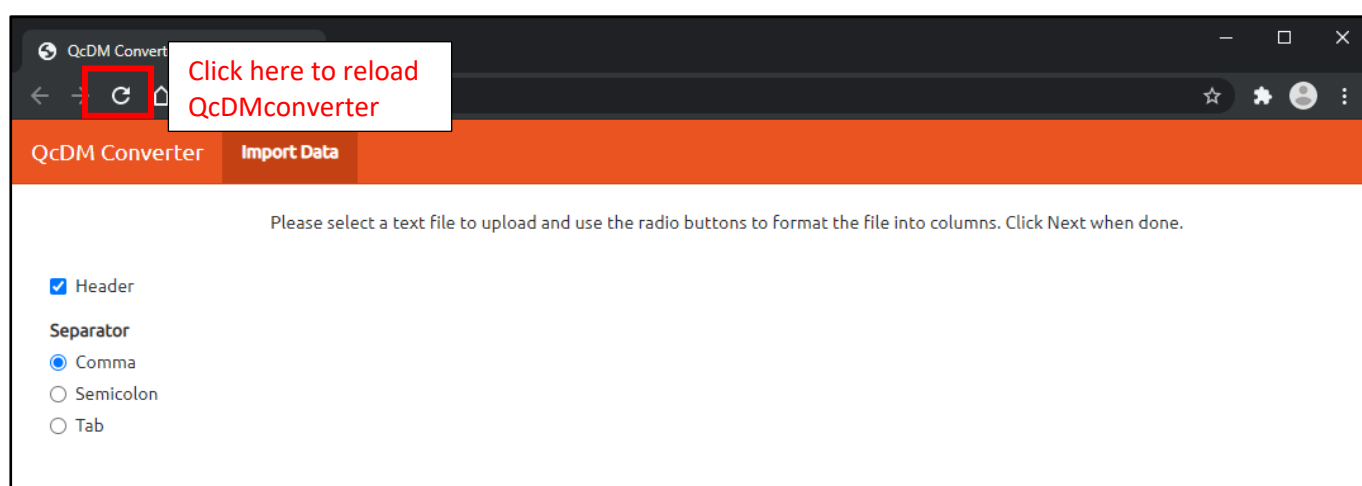 QcDM Convert
Click here to reload
QcDMconverter
QcDM Converter Import Data
Please select a text file to upload and use the radio buttons to format the file into columns. Click Next when done.
Header
Separator
Comma
Semicolon
Tab